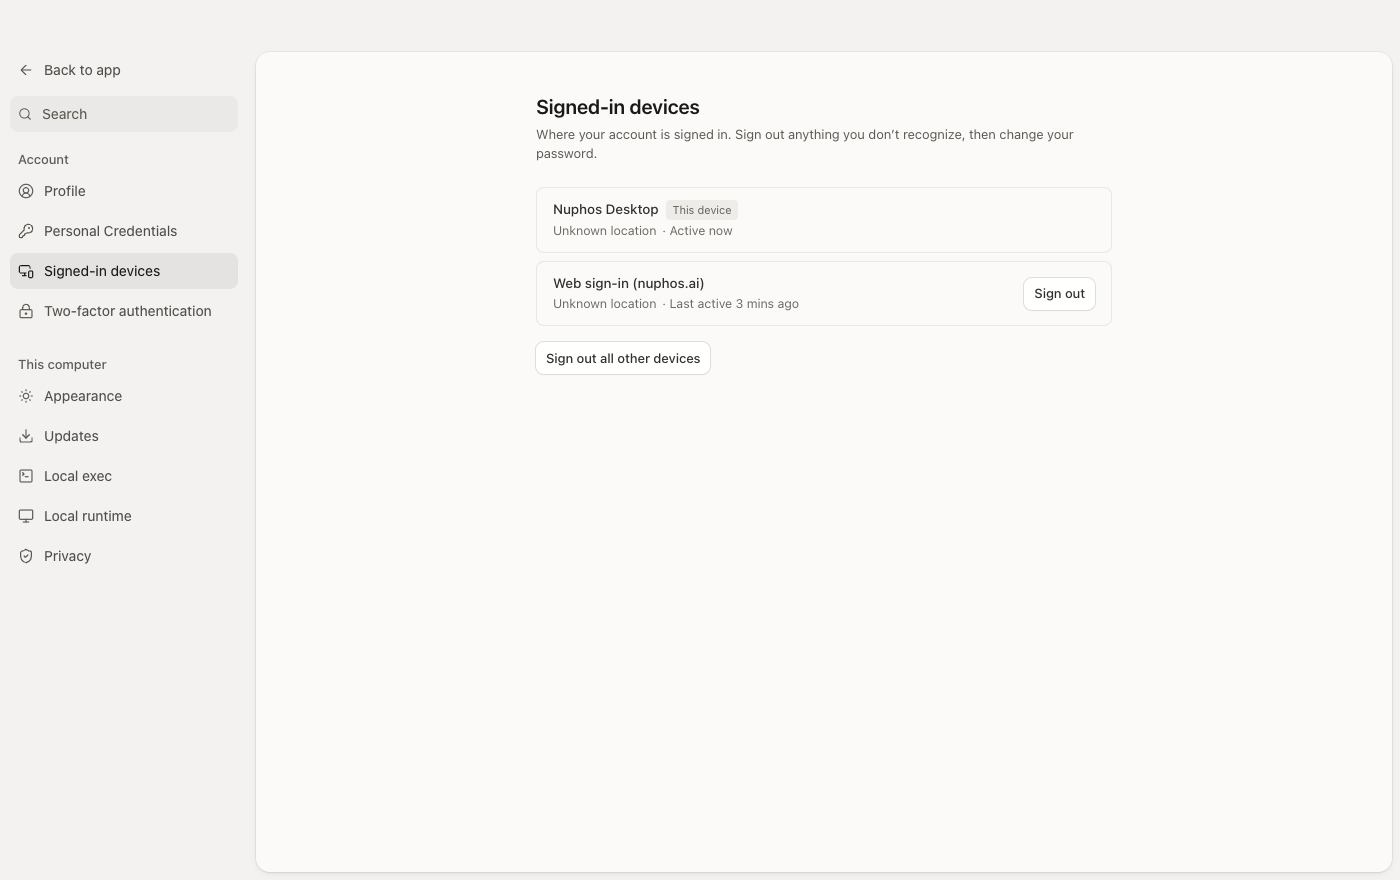 Back to app
Search
Account
Profile
Personal Credentials
Signed-in devices
Two-factor authentication
This computer
Appearance
Updates
Local exec
Local runtime
Privacy
Signed-in devices
Where your account is signed in. Sign out anything you don’t recognize, then change your
password.
Nuphos Desktop This device
Unknown location · Active now
Web sign-in (nuphos.ai)
Unknown location · Last active 3 mins ago
Sign out
Sign out all other devices